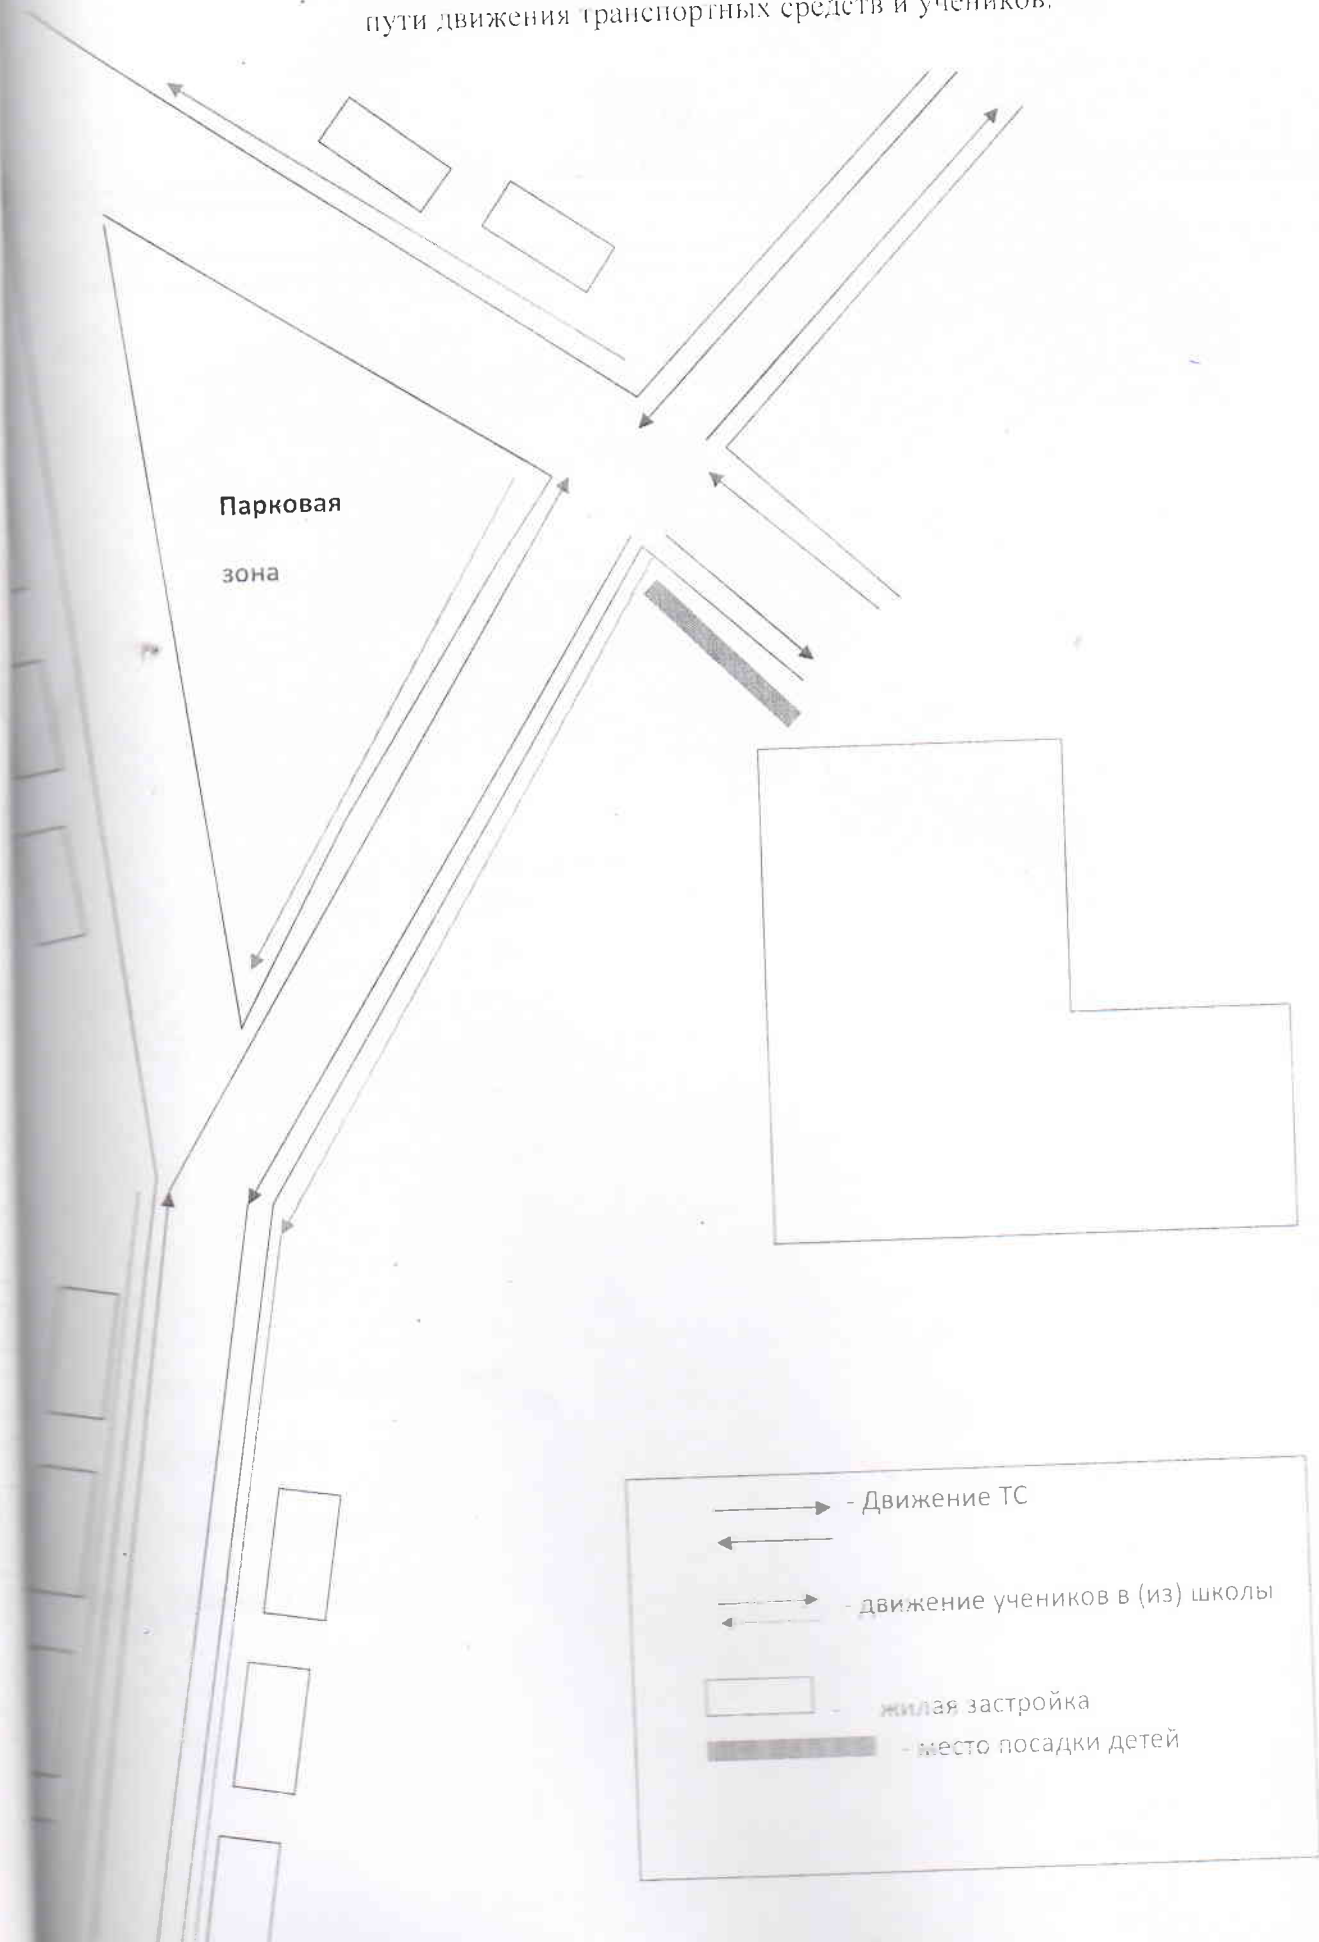 пути движения транспортных средств и учеников.
Парковая
зона
- Движение ТС
- движение учеников в (из) школы
- жилая застройка
- место посадки детей